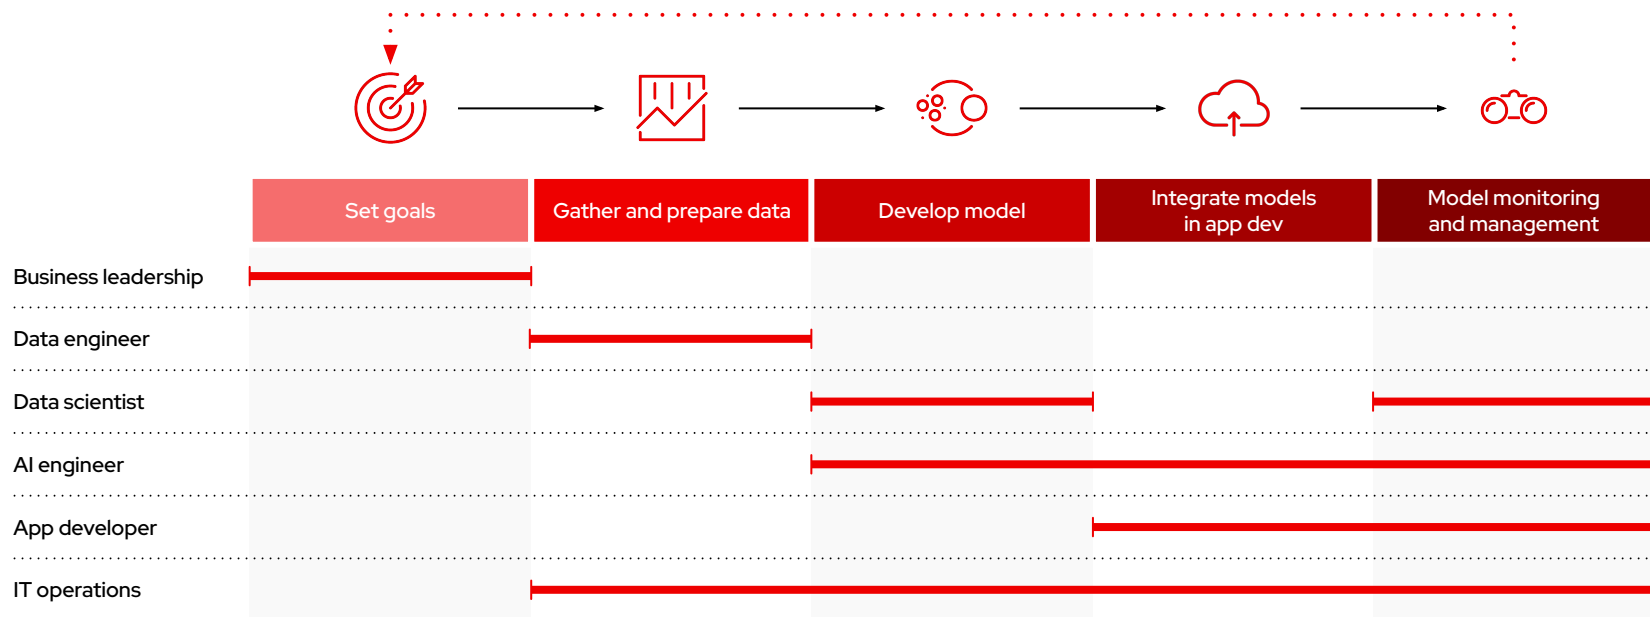 Set goals
Gather and prepare data
Develop model
Integrate models
in app dev
Model monitoring
and management
Business leadership
Data engineer
Data scientist
AI engineer
App developer
IT operations